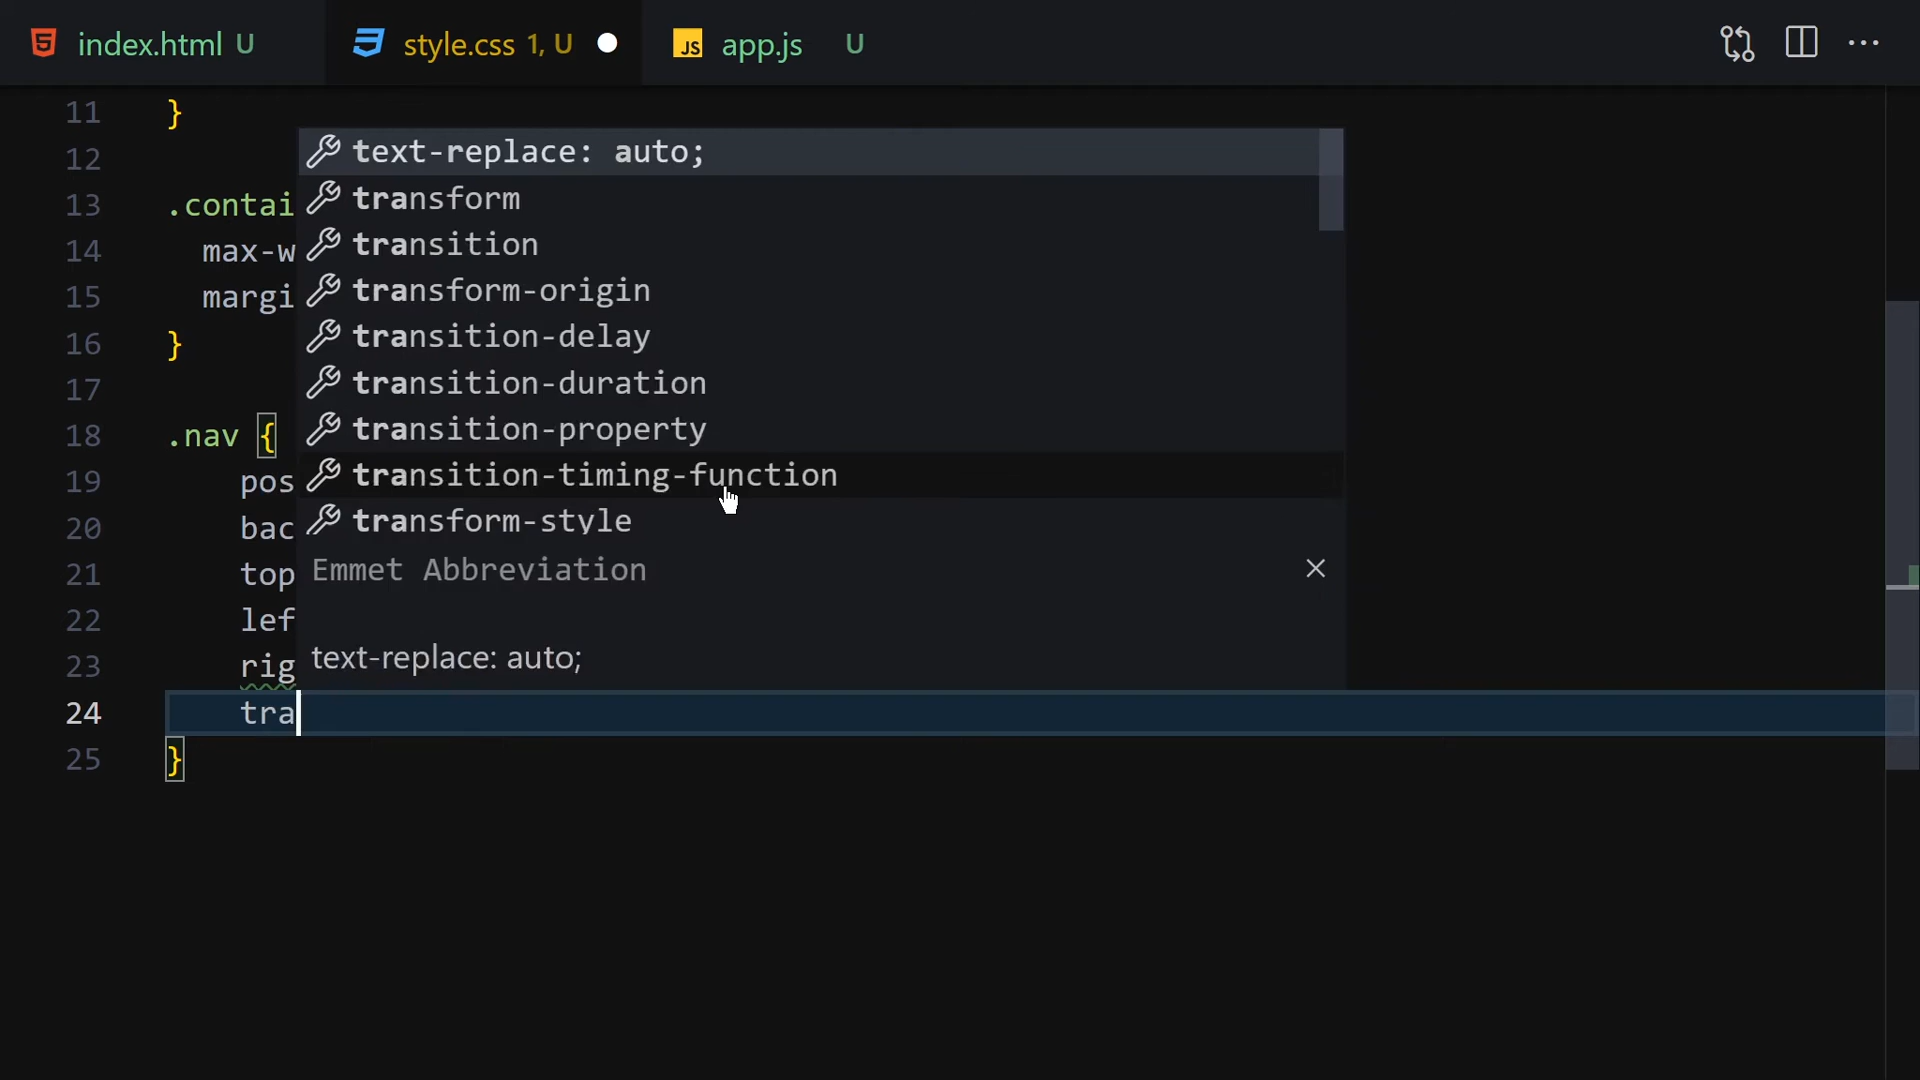 index.html U
style.css 1, U
JS app.js U
11 }
12
13 .contai
14 max-w
15 margi
16 }
17
18 .nav {
19 pos
20 bac
21 top
22 lef
23 rig
24 tra
25 }
text-replace: auto;
transform
transition
transform-origin
transition-delay
transition-duration
transition-property
transition-timing-function
transform-style
Emmet Abbreviation
text-replace: auto;